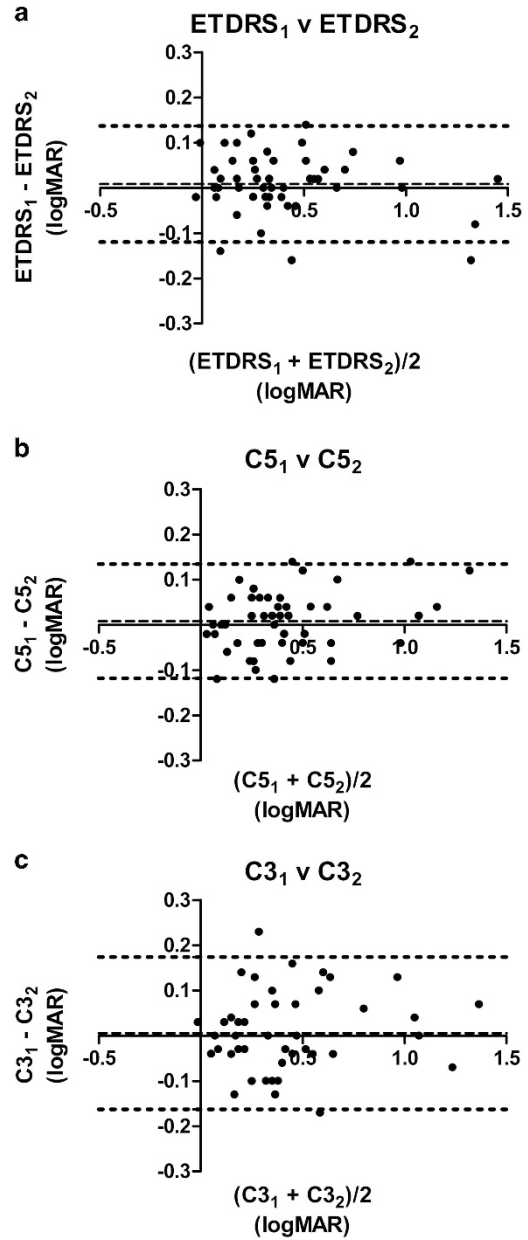 a
ETDRS₁ v ETDRS₂
0.3
0.2
0.1
-0.5 0.5 1.0 1.5
-0.1
-0.2
-0.3
ETDRS₁ - ETDRS₂
(logMAR)
(ETDRS₁ + ETDRS₂)/2
(logMAR)
b
C5₁ v C5₂
0.3
0.2
0.1
-0.5 0.5 1.0 1.5
-0.1
-0.2
-0.3
C5₁ - C5₂
(logMAR)
(C5₁ + C5₂)/2
(logMAR)
c
C3₁ v C3₂
0.3
0.2
0.1
-0.5 0.5 1.0 1.5
-0.1
-0.2
-0.3
C3₁ - C3₂
(logMAR)
(C3₁ + C3₂)/2
(logMAR)